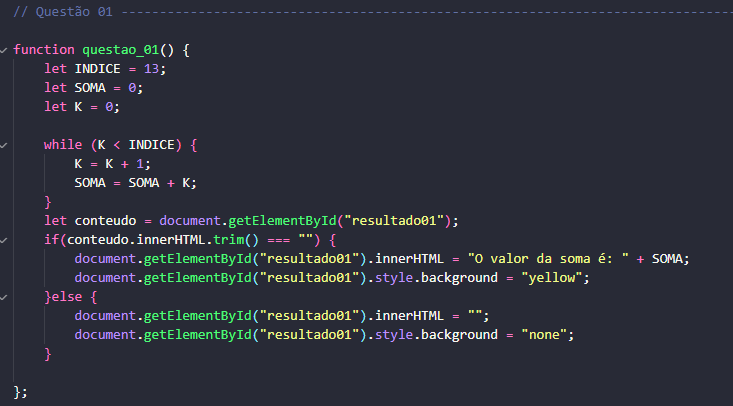 // Questão 01 --------------------------------------------------------------------------------
function questao_01() {
    let INDICE = 13;
    let SOMA = 0;
    let K = 0;
    while (K < INDICE) {
        K = K + 1;
        SOMA = SOMA + K;
    }
    let conteudo = document.getElementById("resultado01");
    if(conteudo.innerHTML.trim() === "") {
        document.getElementById("resultado01").innerHTML = "O valor da soma é: " + SOMA;
        document.getElementById("resultado01").style.background = "yellow";
    }else {
        document.getElementById("resultado01").innerHTML = "";
        document.getElementById("resultado01").style.background = "none";
    }
};